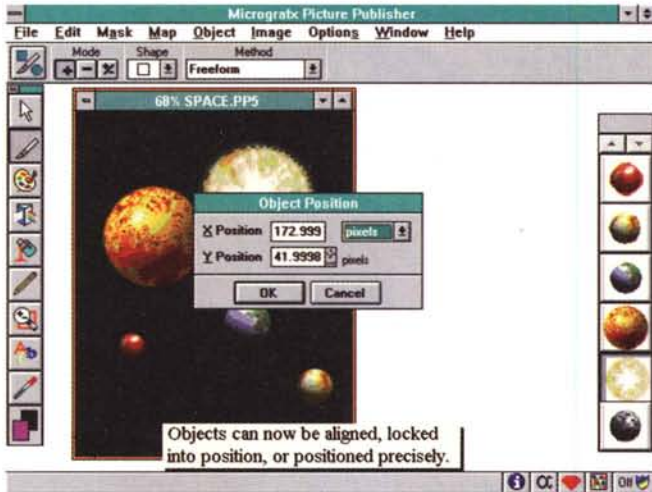 Micrografx Picture Publisher
File Edit Mask Map Object Image Options Window Help
Mode Shape Method
Freeform
68% SPACE.PP5
Object Position
X Position 172.999 pixels
Y Position 41.9998 pixels
OK Cancel
Objects can now be aligned, locked
into position, or positioned precisely.
Off